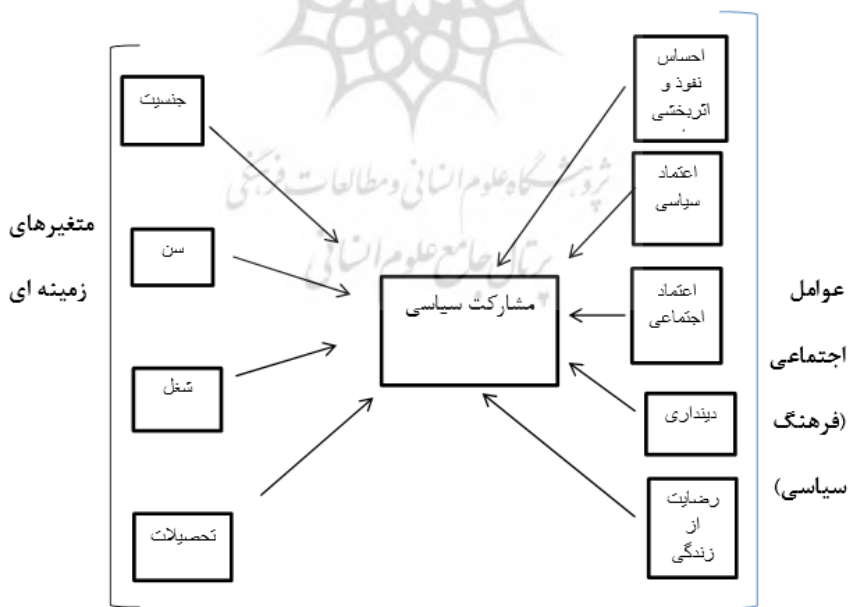 احساس
نفوذ و
اثربخشی
اعتماد
سیاسی
اعتماد
اجتماعی
دینداری
رضایت
از
زندگی
عوامل
اجتماعی
(فرهنگ
سیاسی)
مشارکت سیاسی
جنسیت
سن
شغل
تحصیلات
متغیرهای
زمینه ای
پژوهشگاه علوم انسانی و مطالعات فرهنگی
پرتال جامع علوم انسانی